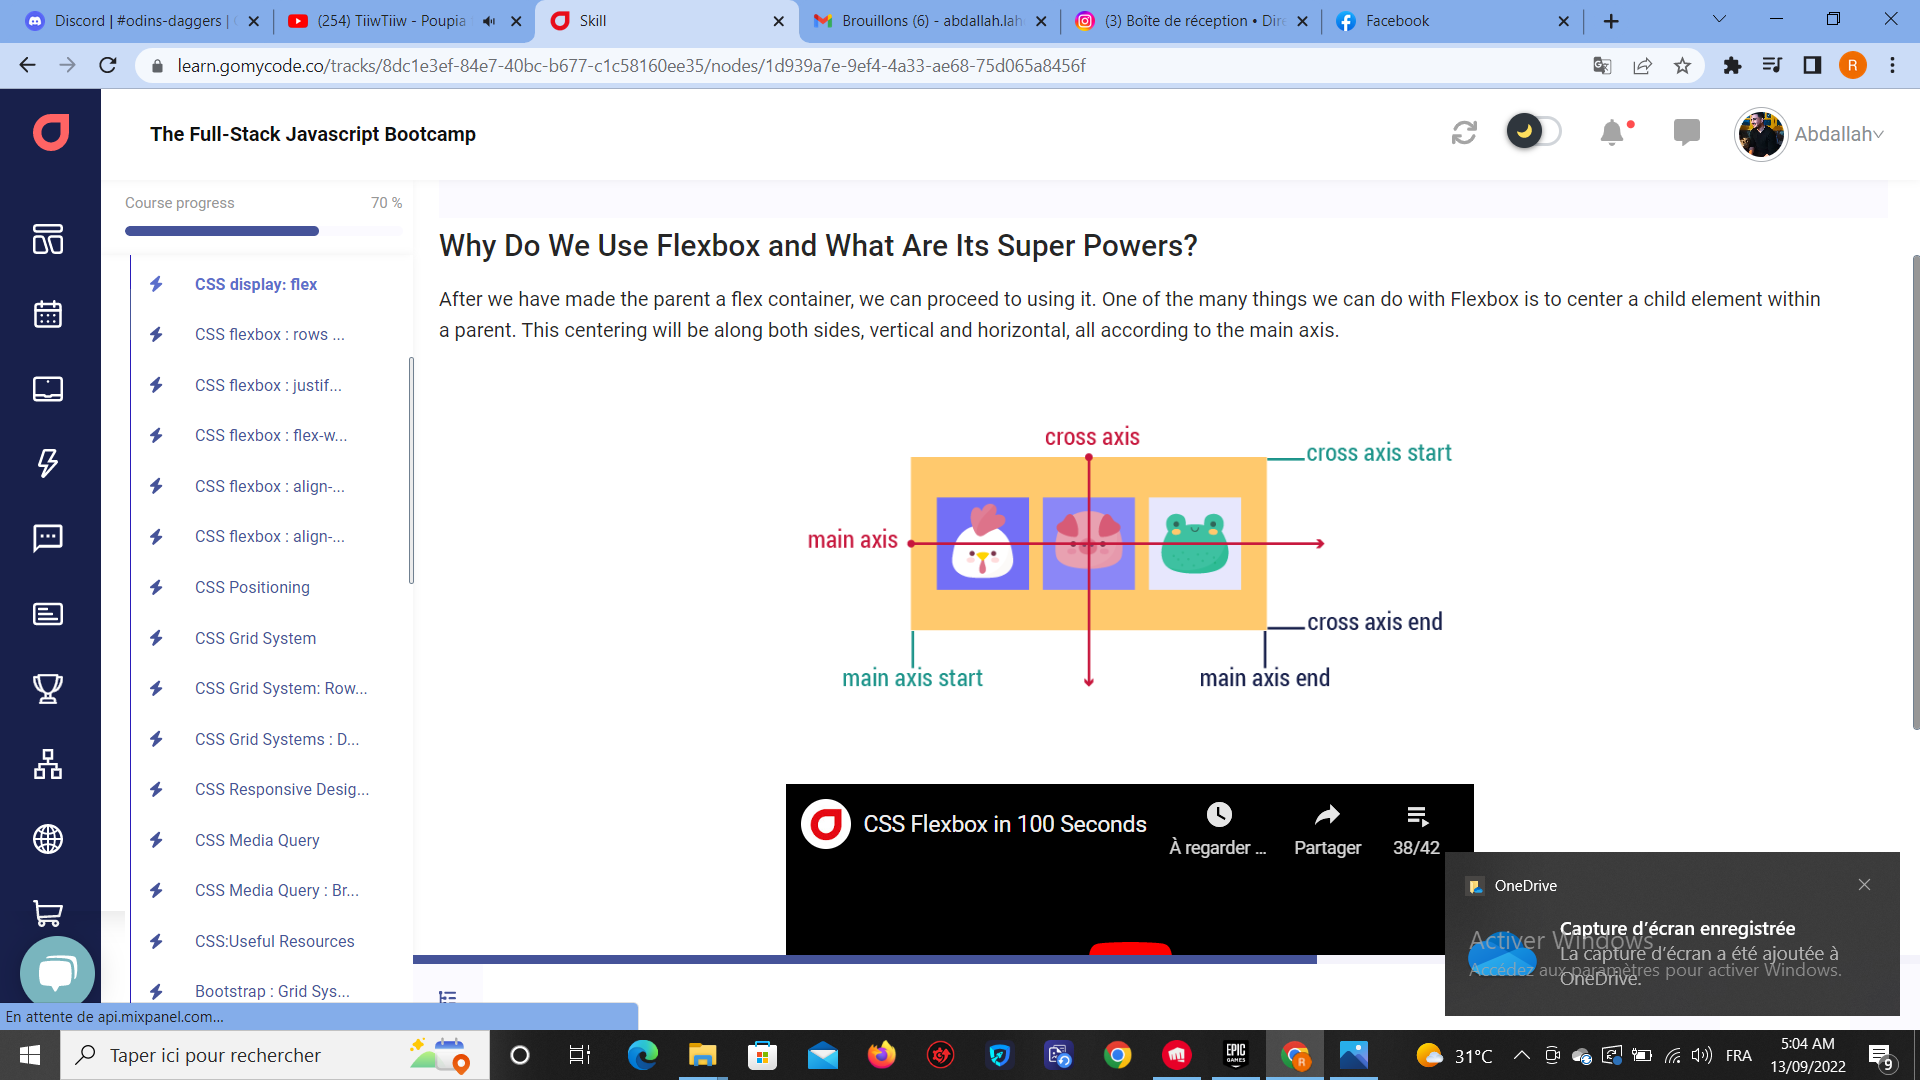 Discord | #odins-daggers |
(254) TiiwTiiw - Poupia
Skill
Brouillons (6) - abdallah.lah
(3) Boîte de réception • Dire
Facebook
learn.gomycode.co/tracks/8dc1e3ef-84e7-40bc-b677-c1c58160ee35/nodes/1d939a7e-9ef4-4a33-ae68-75d065a8456f
R
The Full-Stack Javascript Bootcamp
Abdallah
Course progress
70 %
CSS display: flex
CSS flexbox : rows ...
CSS flexbox : justif...
CSS flexbox : flex-w...
CSS flexbox : align-...
CSS flexbox : align-...
CSS Positioning
CSS Grid System
CSS Grid System: Row...
CSS Grid Systems : D...
CSS Responsive Desig...
CSS Media Query
CSS Media Query : Br...
CSS:Useful Resources
Bootstrap : Grid Sys...
Why Do We Use Flexbox and What Are Its Super Powers?
After we have made the parent a flex container, we can proceed to using it. One of the many things we can do with Flexbox is to center a child element within
a parent. This centering will be along both sides, vertical and horizontal, all according to the main axis.
cross axis
cross axis start
main axis
cross axis end
main axis start
main axis end
CSS Flexbox in 100 Seconds
À regarder ...
Partager
38/42
OneDrive
Capture d'écran enregistrée
La capture d'écran a été ajoutée à
OneDrive.
Activer Windows
Accédez aux paramètres pour activer Windows.
En attente de api.mixpanel.com...
Taper ici pour rechercher
EPIC
GAMES
R
31°C
FRA
5:04 AM
13/09/2022
9